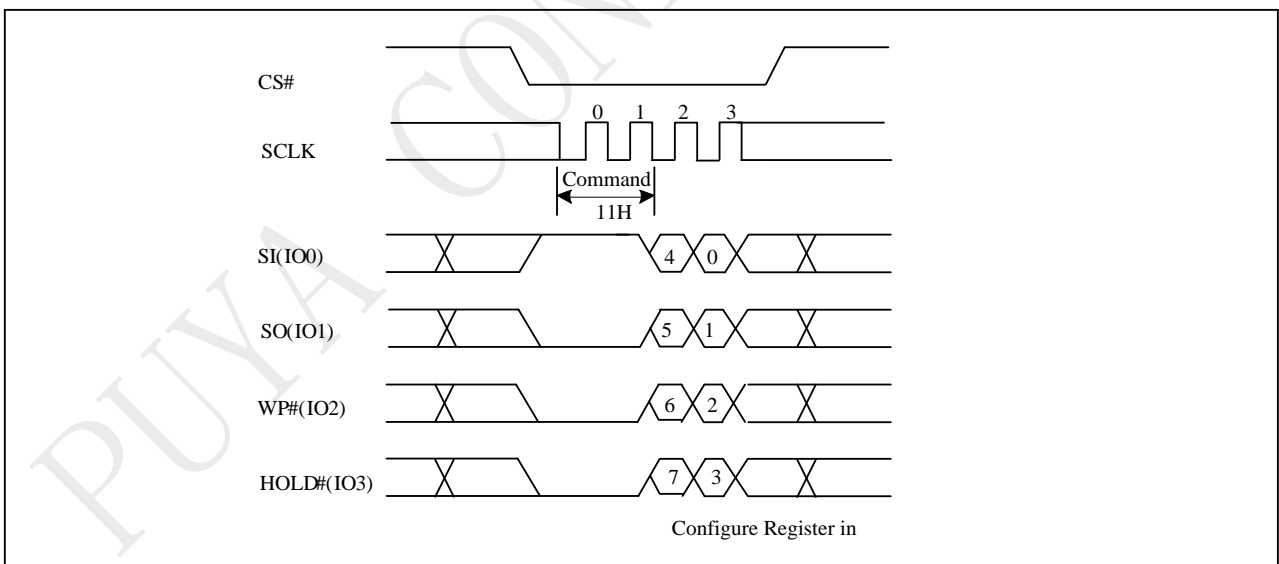 CS#
0 1 2 3
SCLK
Command
11H
SI(IO0) 4 0
SO(IO1) 5 1
WP#(IO2) 6 2
HOLD#(IO3) 7 3
Configure Register in
PUYA